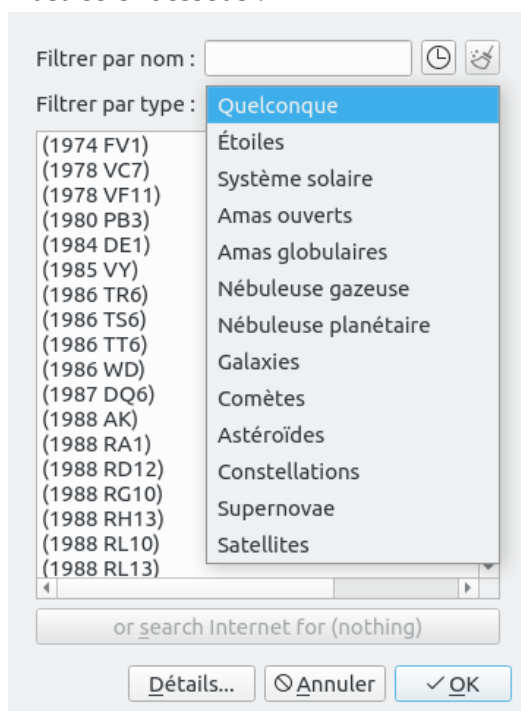 Filtrer par nom :
Filtrer par type :
Quelconque
Étoiles
Système solaire
Amas ouverts
Amas globulaires
Nébuleuse gazeuse
Nébuleuse planétaire
Galaxies
Comètes
Astéroïdes
Constellations
Supernovae
Satellites
(1974 FV1)
(1978 VC7)
(1978 VF11)
(1980 PB3)
(1984 DE1)
(1985 VY)
(1986 TR6)
(1986 TS6)
(1986 TT6)
(1986 WD)
(1987 DQ6)
(1988 AK)
(1988 RA1)
(1988 RD12)
(1988 RG10)
(1988 RH13)
(1988 RL10)
(1988 RL13)
or search Internet for (nothing)
Détails...
Annuler
OK